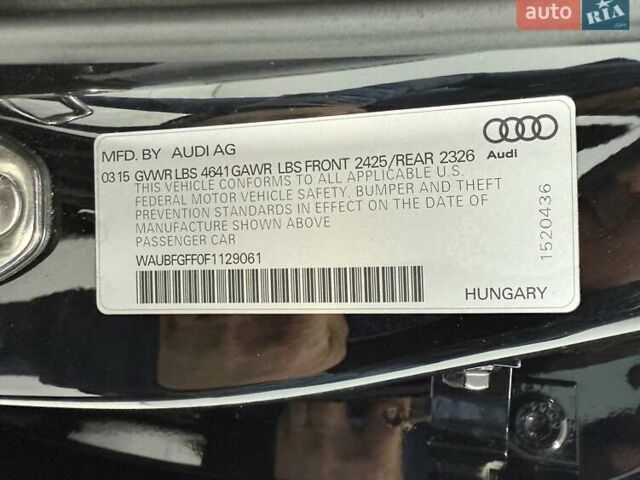 auto RIA
MFD. BY AUDI AG
Audi
03 15 GVWR LBS 4641 GAWR LBS FRONT 2425/REAR 2326
THIS VEHICLE CONFORMS TO ALL APPLICABLE U.S.
FEDERAL MOTOR VEHICLE SAFETY, BUMPER AND THEFT
PREVENTION STANDARDS IN EFFECT ON THE DATE OF
MANUFACTURE SHOWN ABOVE
PASSENGER CAR
WAUBFGFF0F1129061
1520436
HUNGARY